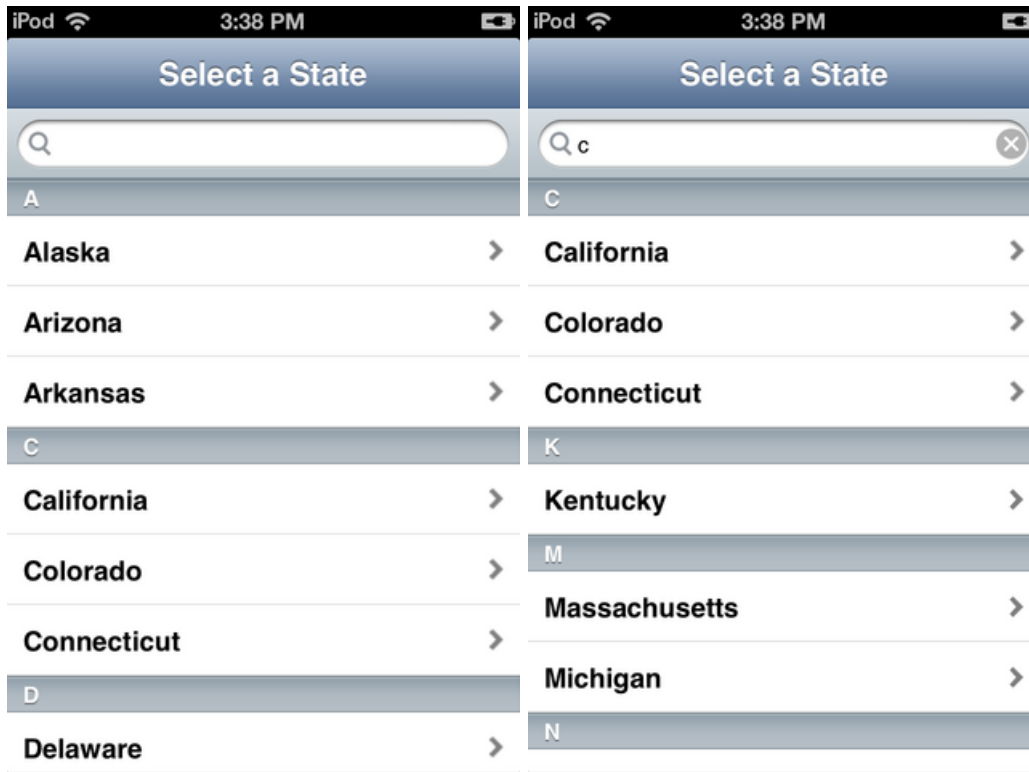 iPod 3:38 PM
Select a State
A
Alaska
Arizona
Arkansas
C
California
Colorado
Connecticut
D
Delaware
iPod 3:38 PM
Select a State
c
C
California
Colorado
Connecticut
K
Kentucky
M
Massachusetts
Michigan
N